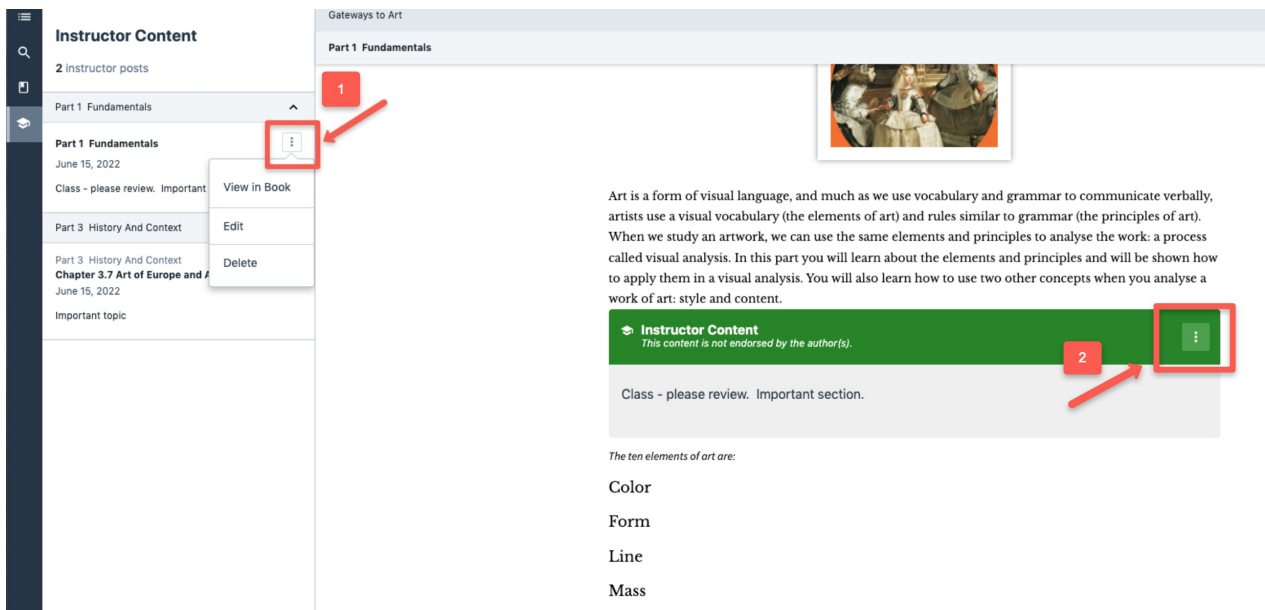 Instructor Content
2 instructor posts
Part 1 Fundamentals
Part 1 Fundamentals
June 15, 2022
Class - please review. Important
View in Book
Edit
Delete
Part 3 History And Context
Part 3 History And Context
Chapter 3.7 Art of Europe and
June 15, 2022
Important topic
1
Gateways to Art
Part 1 Fundamentals
Art is a form of visual language, and much as we use vocabulary and grammar to communicate verbally,
artists use a visual vocabulary (the elements of art) and rules similar to grammar (the principles of art).
When we study an artwork, we can use the same elements and principles to analyse the work: a process
called visual analysis. In this part you will learn about the elements and principles and will be shown how
to apply them in a visual analysis. You will also learn how to use two other concepts when you analyse a
work of art: style and content.
Instructor Content
This content is not endorsed by the author(s).
2
Class - please review. Important section.
The ten elements of art are:
Color
Form
Line
Mass